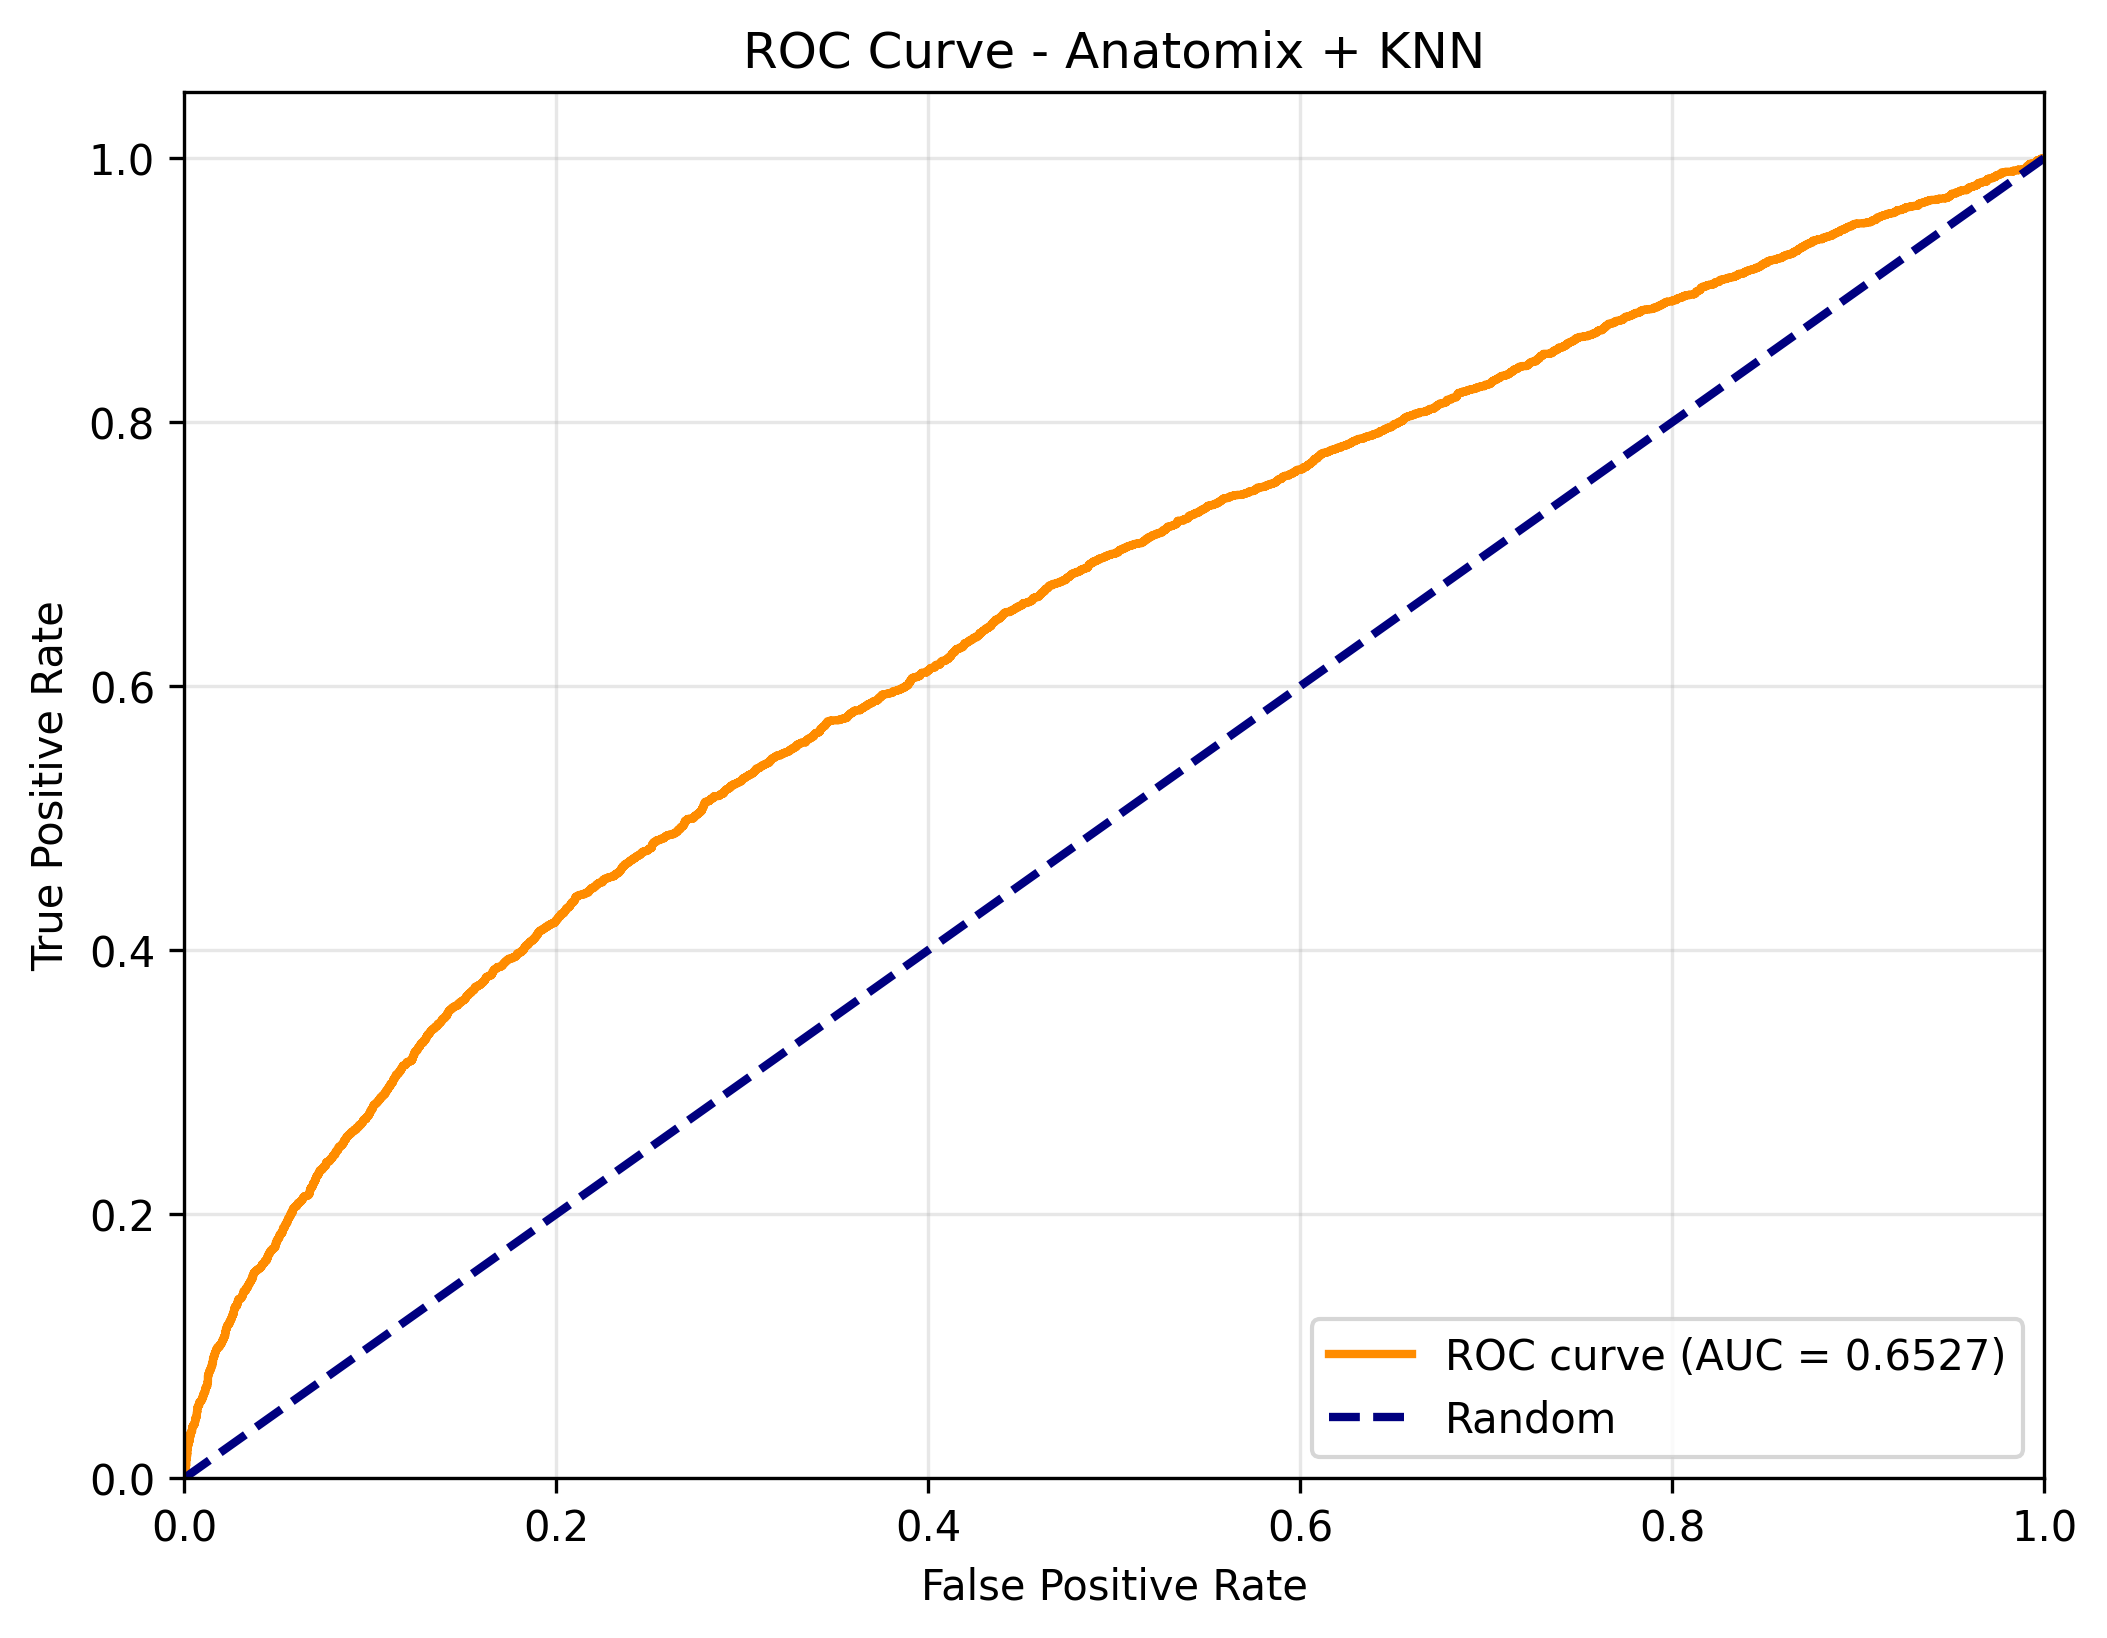 ROC Curve - Anatomix + KNN
True Positive Rate
1.0
0.8
0.6
0.4
0.2
0.0
0.0 0.2 0.4 0.6 0.8 1.0
False Positive Rate
ROC curve (AUC = 0.6527)
Random